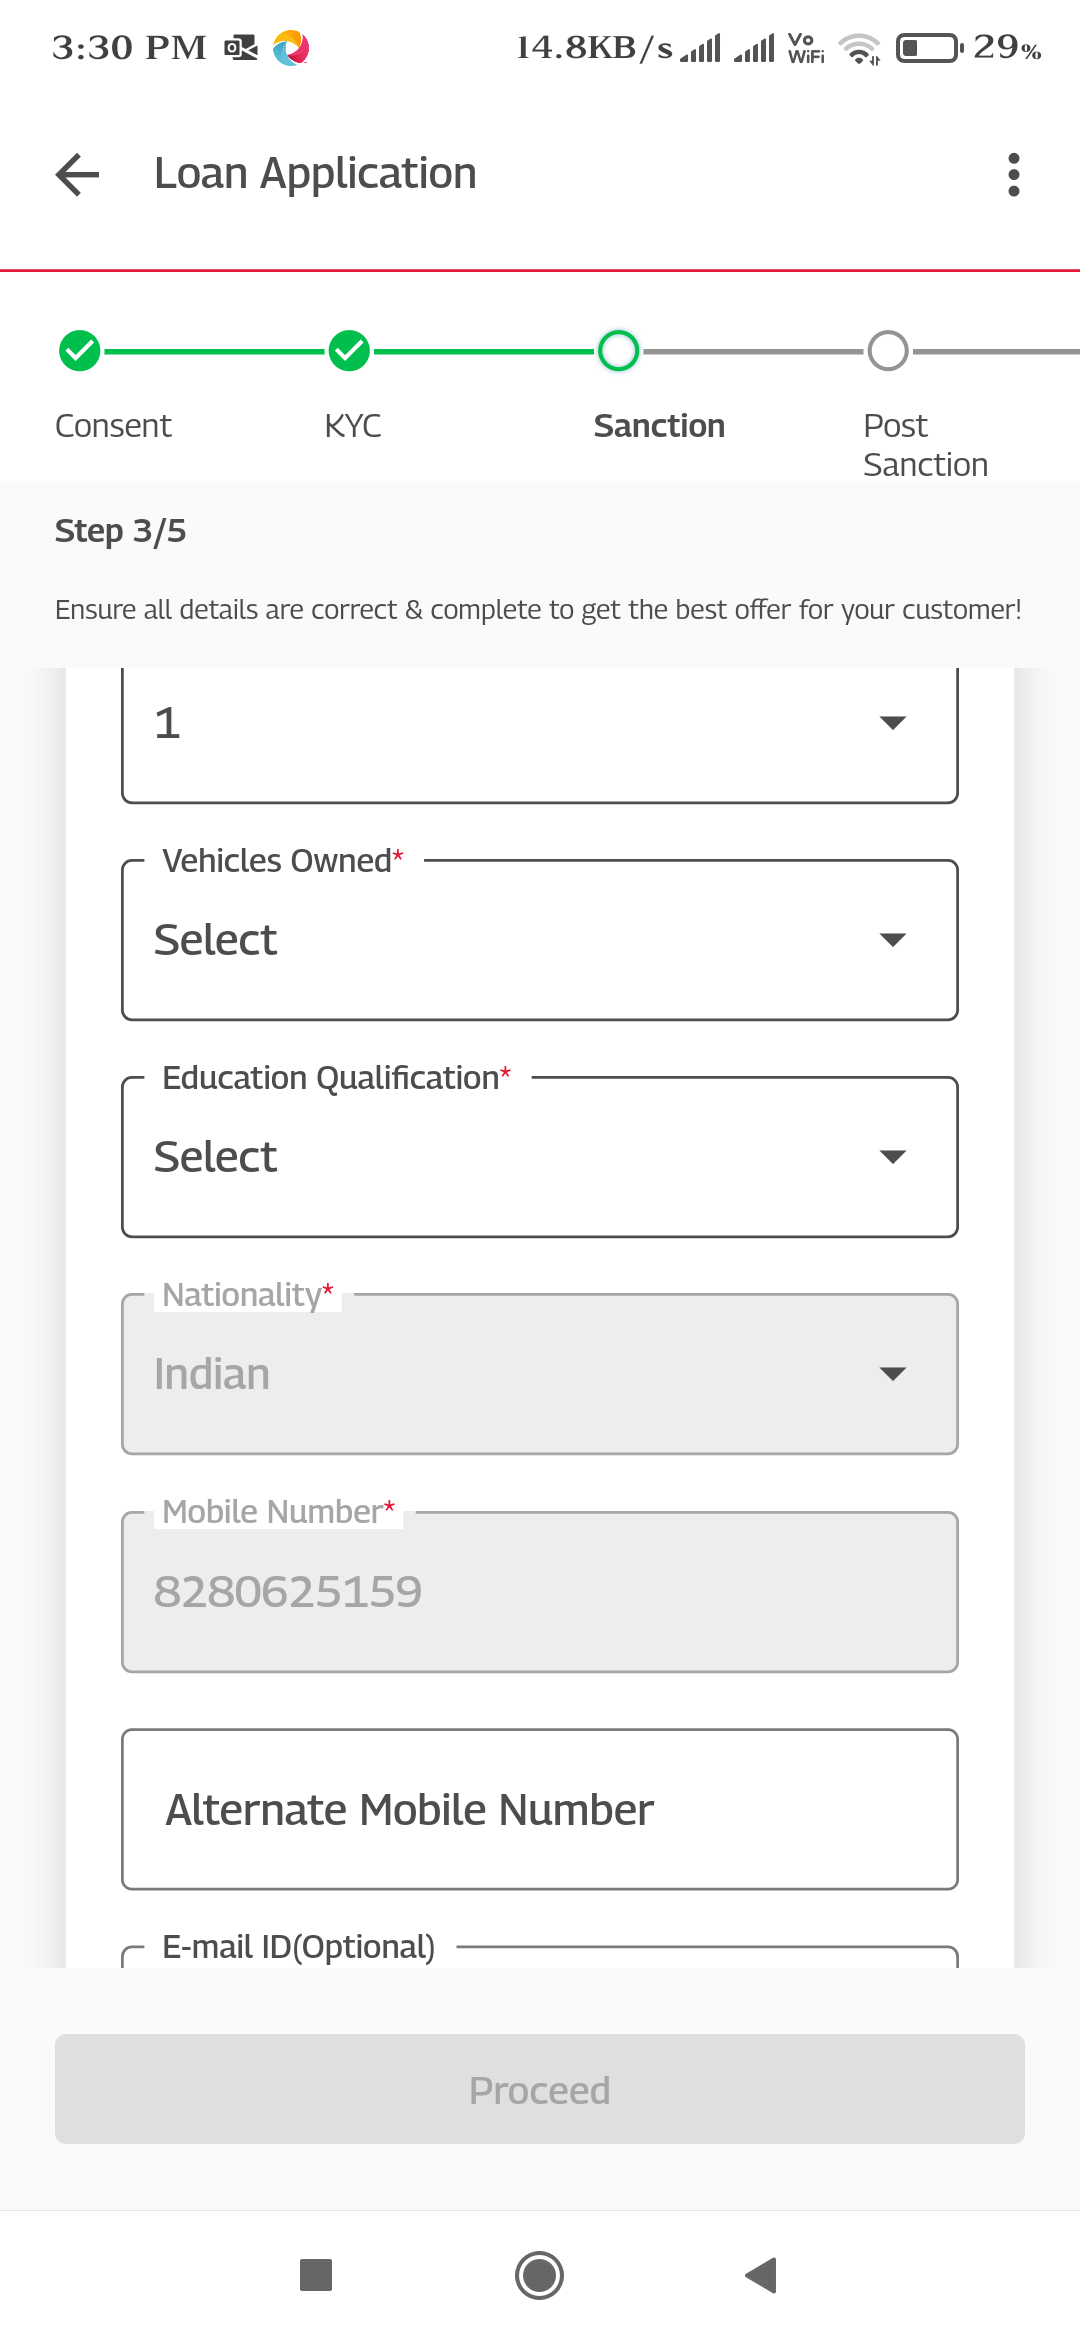 3:30 PM 14.8KB/s Vo WiFi 29%
Loan Application
Consent KYC Sanction Post Sanction
Step 3/5
Ensure all details are correct & complete to get the best offer for your customer!
1
Vehicles Owned*
Select
Education Qualification*
Select
Nationality*
Indian
Mobile Number*
8280625159
Alternate Mobile Number
E-mail ID(Optional)
Proceed